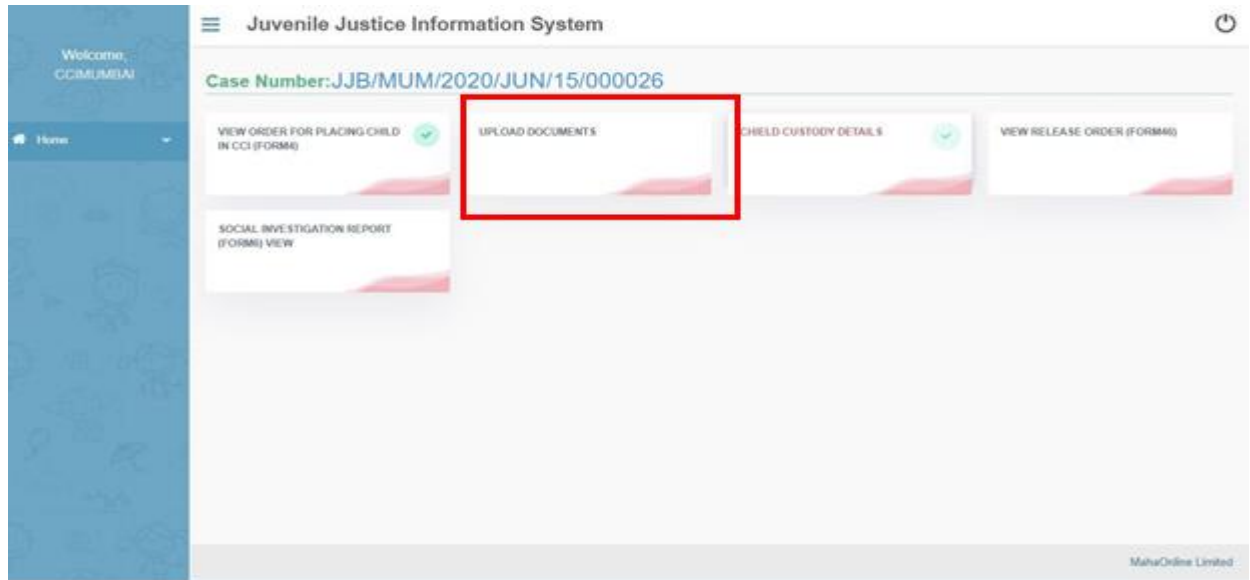 Juvenile Justice Information System
Welcome,
CCIMUMBAI
Case Number:JJB/MUM/2020/JUN/15/000026
Home
VIEW ORDER FOR PLACING CHILD
IN CCI (FORM4)
UPLOAD DOCUMENTS
CHIELD CUSTODY DETAILS
VIEW RELEASE ORDER (FORM46)
SOCIAL INVESTIGATION REPORT
(FORM6) VIEW
MahaOnline Limited